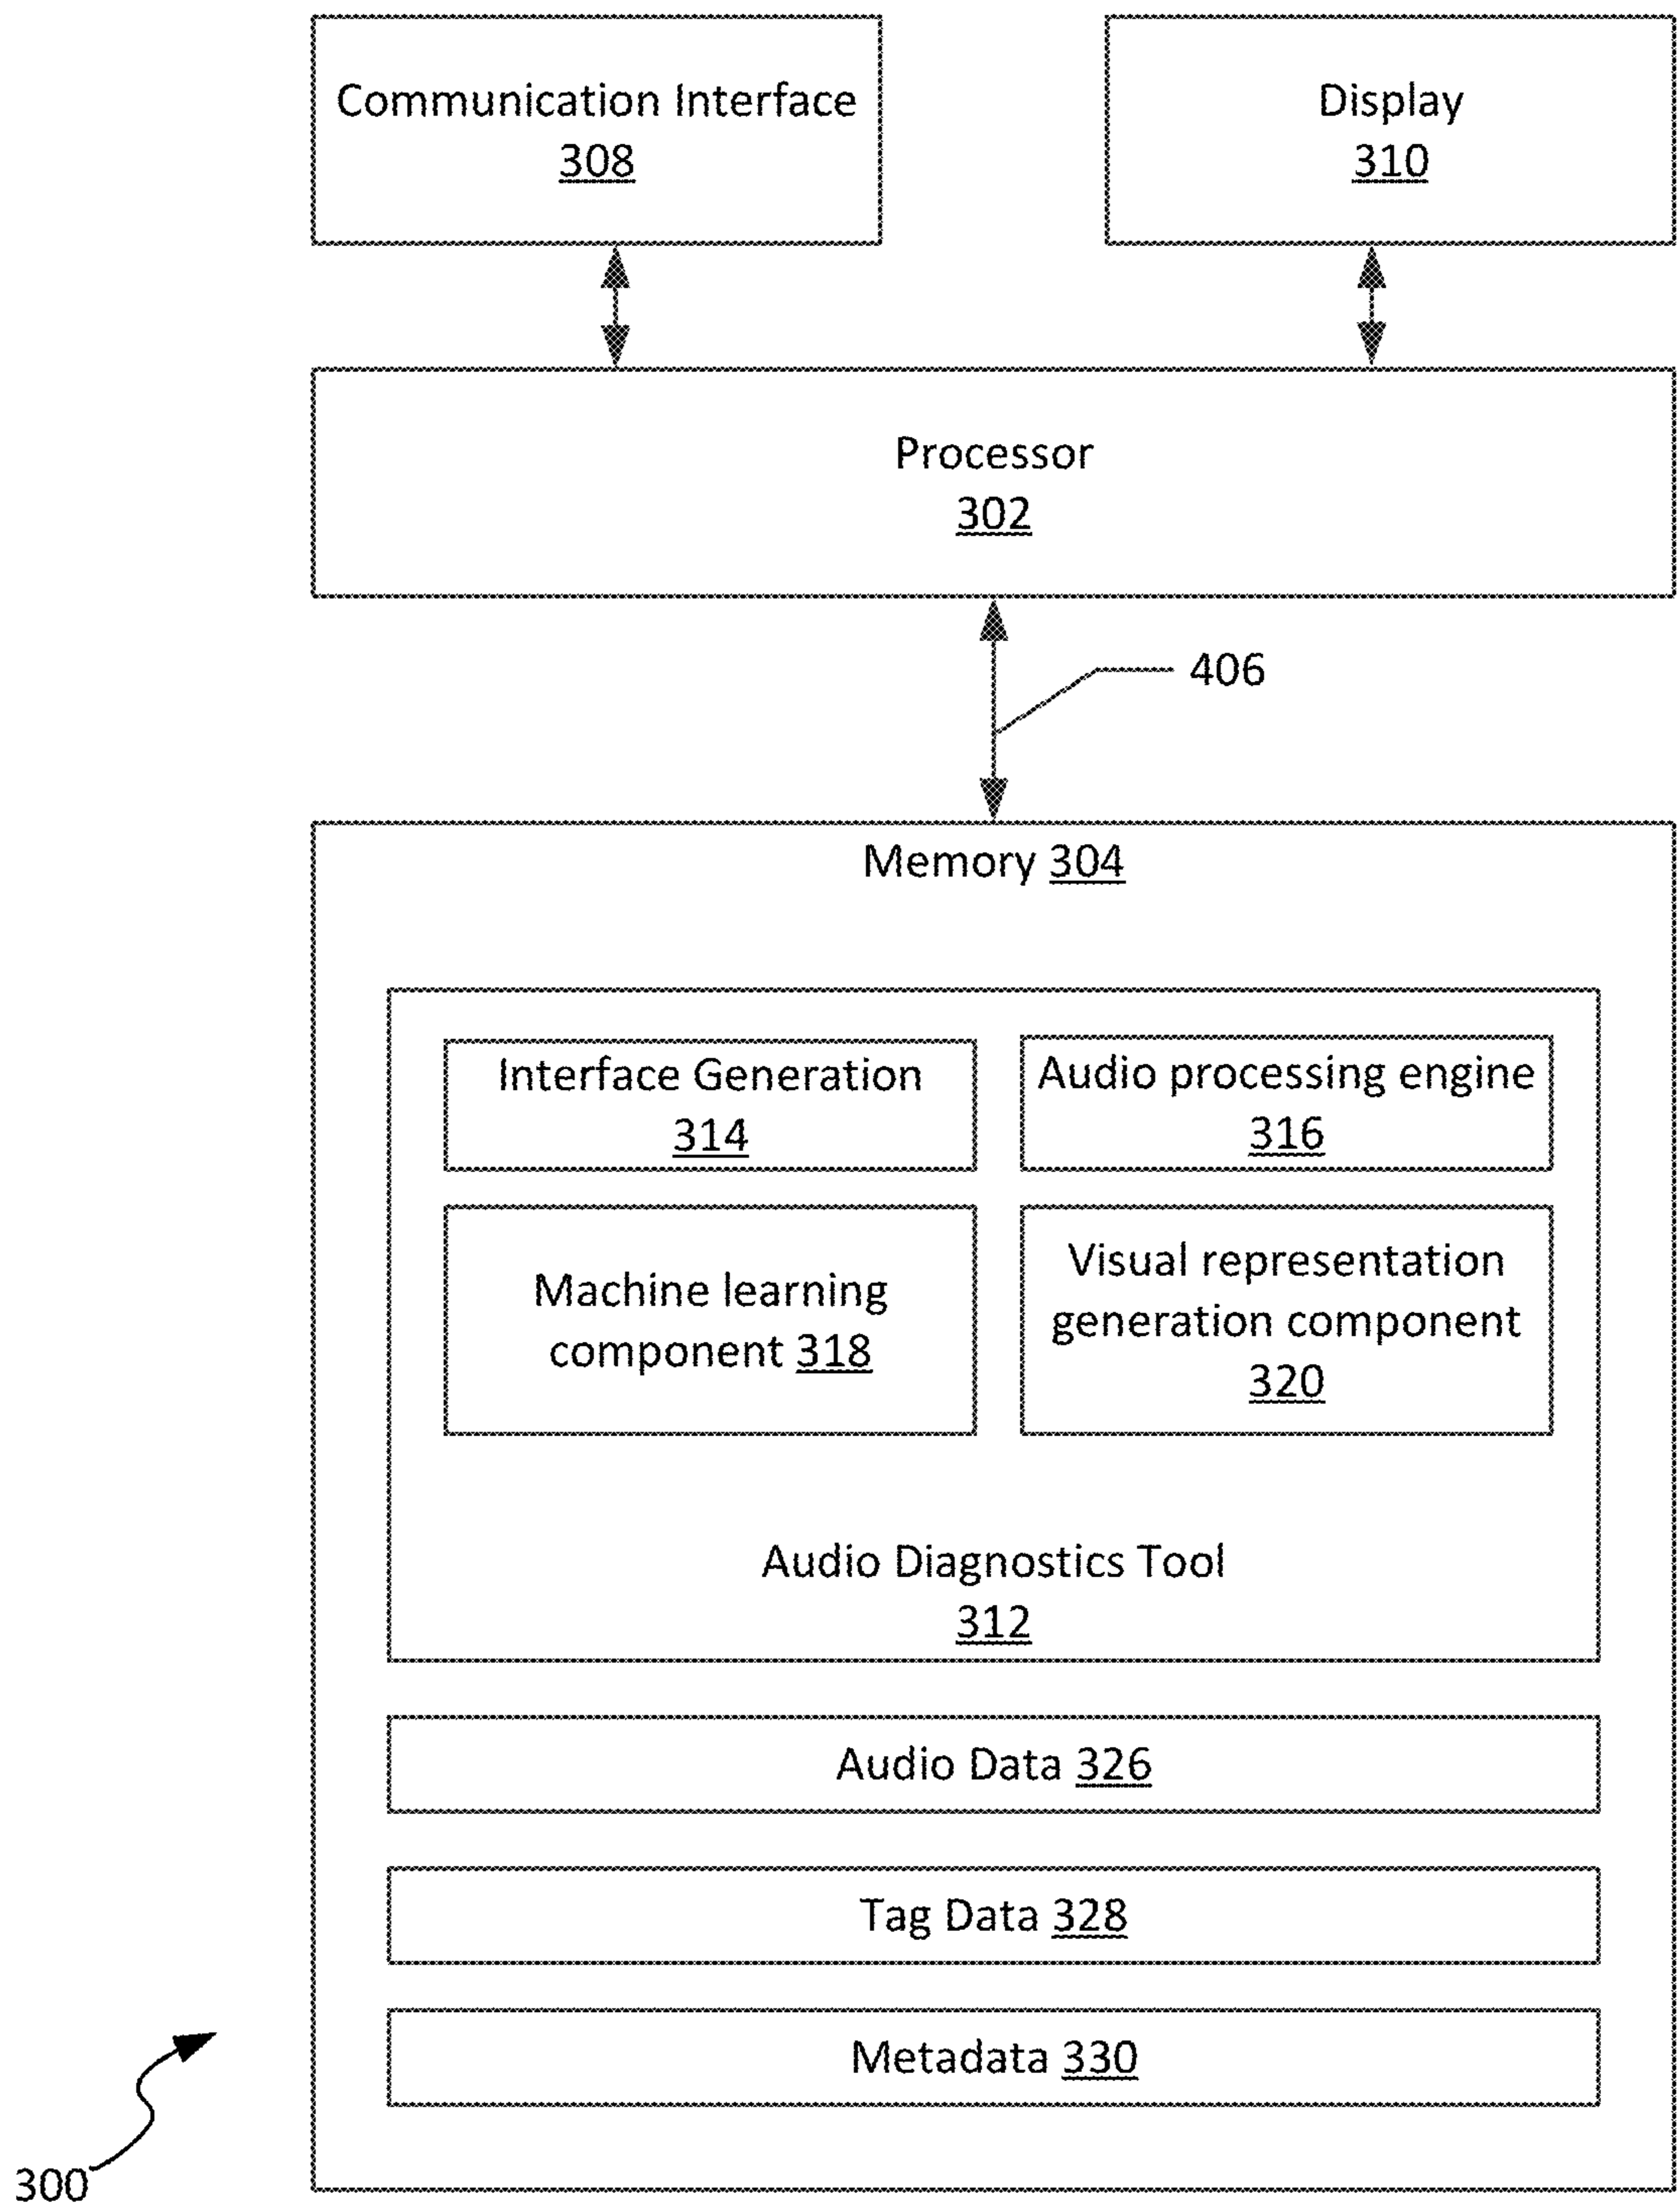 Communication Interface
308
Display
310
Processor
302
406
Memory 304
Interface Generation
314
Audio processing engine
316
Machine learning
component 318
Visual representation
generation component
320
Audio Diagnostics Tool
312
Audio Data 326
Tag Data 328
Metadata 330
300